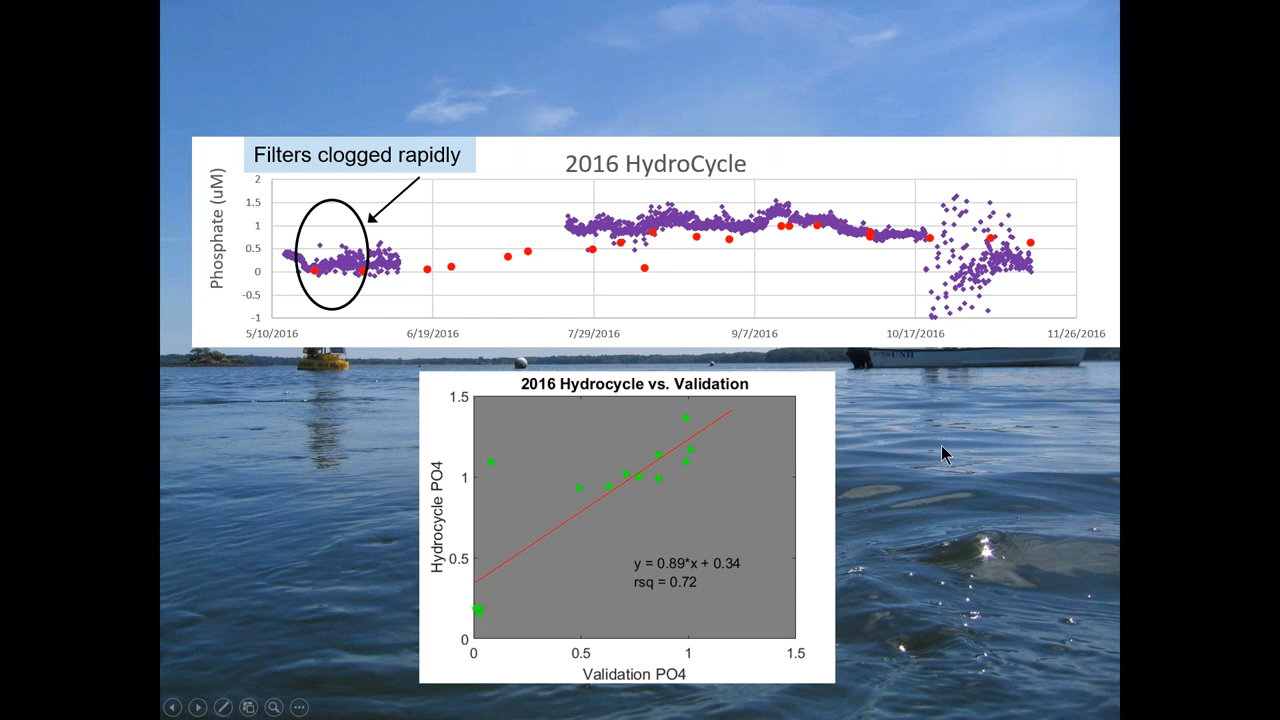 Filters clogged rapidly
2016 HydroCycle
Phosphate (uM)
2
1.5
1
0.5
0
-0.5
-1
5/10/2016 6/19/2016 7/29/2016 9/7/2016 10/17/2016 11/26/2016
UNH
2016 Hydrocycle vs. Validation
Hydrocycle PO4
1.5
1
0.5
0
y = 0.89*x + 0.34
rsq = 0.72
0 0.5 1 1.5
Validation PO4